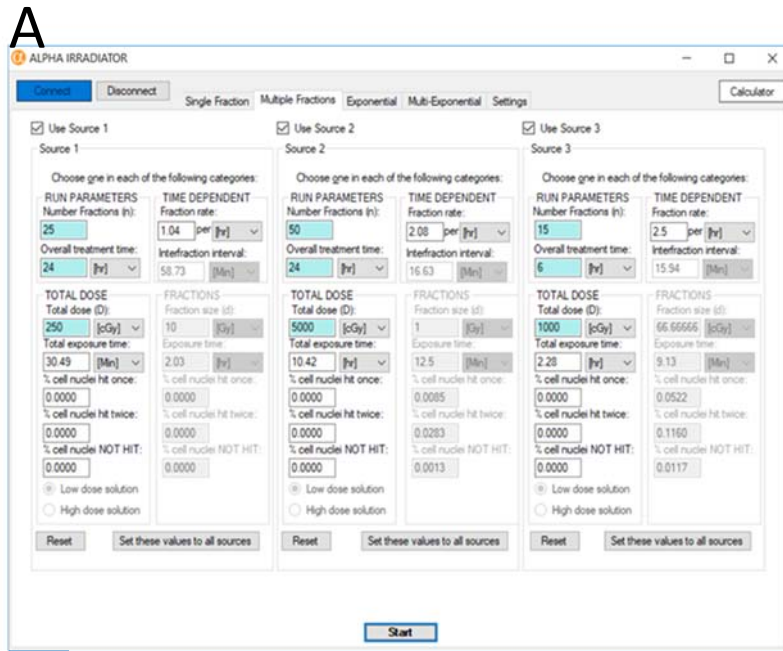 A
ALPHA IRRADIATOR
Connect Disconnect Single Fraction Multiple Fractions Exponential Multi-Exponential Settings Calculator
Use Source 1
Source 1
Choose one in each of the following categories:
RUN PARAMETERS
Number Fractions (n):
25
Overall treatment time:
24 [hr]
TIME DEPENDENT
Fraction rate:
1.04 per [hr]
Interfraction interval:
58.73 [Min]
TOTAL DOSE
Total dose (D):
250 [cGy]
Total exposure time:
30.49 [Min]
% cell nuclei hit once:
0.0000
% cell nuclei hit twice:
0.0000
% cell nuclei NOT HIT:
0.0000
Low dose solution
High dose solution
FRACTIONS
Fraction size (d):
10 [Gy]
Exposure time:
2.03 [hr]
% cell nuclei hit once:
0.0000
% cell nuclei hit twice:
0.0000
% cell nuclei NOT HIT:
0.0000
Reset Set these values to all sources
Use Source 2
Source 2
Choose one in each of the following categories:
RUN PARAMETERS
Number Fractions (n):
50
Overall treatment time:
24 [hr]
TIME DEPENDENT
Fraction rate:
2.08 per [hr]
Interfraction interval:
16.63 [Min]
TOTAL DOSE
Total dose (D):
5000 [cGy]
Total exposure time:
10.42 [hr]
% cell nuclei hit once:
0.0000
% cell nuclei hit twice:
0.0000
% cell nuclei NOT HIT:
0.0000
Low dose solution
High dose solution
FRACTIONS
Fraction size (d):
1 [Gy]
Exposure time:
12.5 [Min]
% cell nuclei hit once:
0.0085
% cell nuclei hit twice:
0.0283
% cell nuclei NOT HIT:
0.0013
Reset Set these values to all sources
Use Source 3
Source 3
Choose one in each of the following categories:
RUN PARAMETERS
Number Fractions (n):
15
Overall treatment time:
6 [hr]
TIME DEPENDENT
Fraction rate:
2.5 per [hr]
Interfraction interval:
15.94 [Min]
TOTAL DOSE
Total dose (D):
1000 [cGy]
Total exposure time:
2.28 [hr]
% cell nuclei hit once:
0.0000
% cell nuclei hit twice:
0.0000
% cell nuclei NOT HIT:
0.0000
Low dose solution
High dose solution
FRACTIONS
Fraction size (d):
66.66666 [cGy]
Exposure time:
9.13 [Min]
% cell nuclei hit once:
0.0522
% cell nuclei hit twice:
0.1160
% cell nuclei NOT HIT:
0.0117
Reset Set these values to all sources
Start